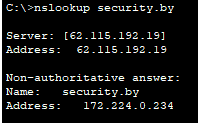 C:\>nslookup security.by
Server: [62.115.192.19]
Address: 62.115.192.19
Non-authoritative answer:
Name: security.by
Address: 172.224.0.234